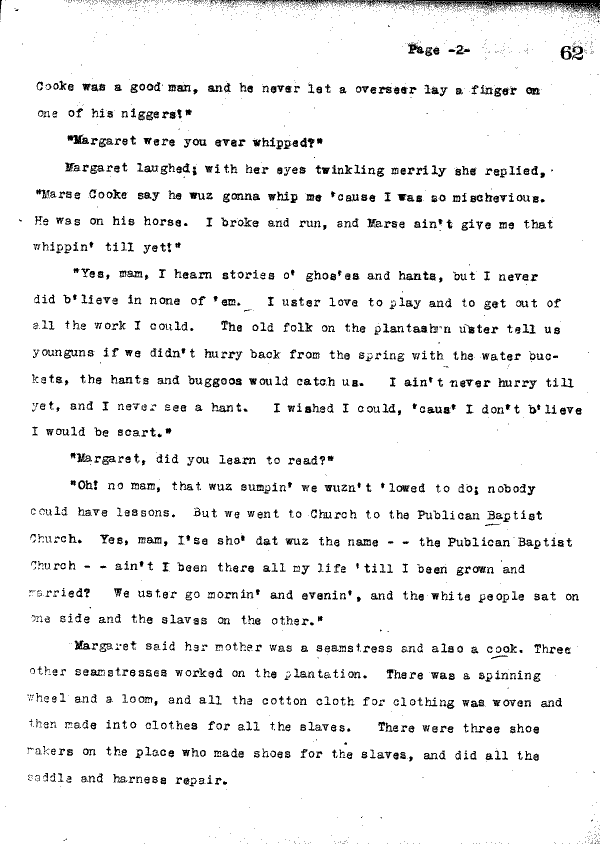 Page -2- 62
Cooke was a good man, and he never let a overseer lay a finger on
one of his niggers!"
"Margaret were you ever whipped?"
Margaret laughed; with her eyes twinkling merrily she replied,
"Marse Cooke say he wuz gonna whip me 'cause I was so mischevious.
He was on his horse. I broke and run, and Marse ain't give me that
whippin' till yet!"
"Yes, mam, I hearn stories o' ghos'es and hants, but I never
did b'lieve in none of 'em. I uster love to play and to get out of
all the work I could. The old folk on the plantash'n uster tell us
younguns if we didn't hurry back from the spring with the water buc-
kets, the hants and buggoos would catch us. I ain't never hurry till
yet, and I never see a hant. I wished I could, 'caus' I don't b'lieve
I would be scart."
"Margaret, did you learn to read?"
"Oh! no mam, that wuz sumpin' we wuzn't 'lowed to do; nobody
could have lessons. But we went to Church to the Publican Baptist
Church. Yes, mam, I'se sho' dat wuz the name - - the Publican Baptist
Church - - ain't I been there all my life 'till I been grown and
married? We uster go mornin' and evenin', and the white people sat on
one side and the slaves on the other."
Margaret said her mother was a seamstress and also a cook. Three
other seamstresses worked on the plantation. There was a spinning
wheel and a loom, and all the cotton cloth for clothing was woven and
then made into clothes for all the slaves. There were three shoe
makers on the place who made shoes for the slaves, and did all the
saddle and harness repair.